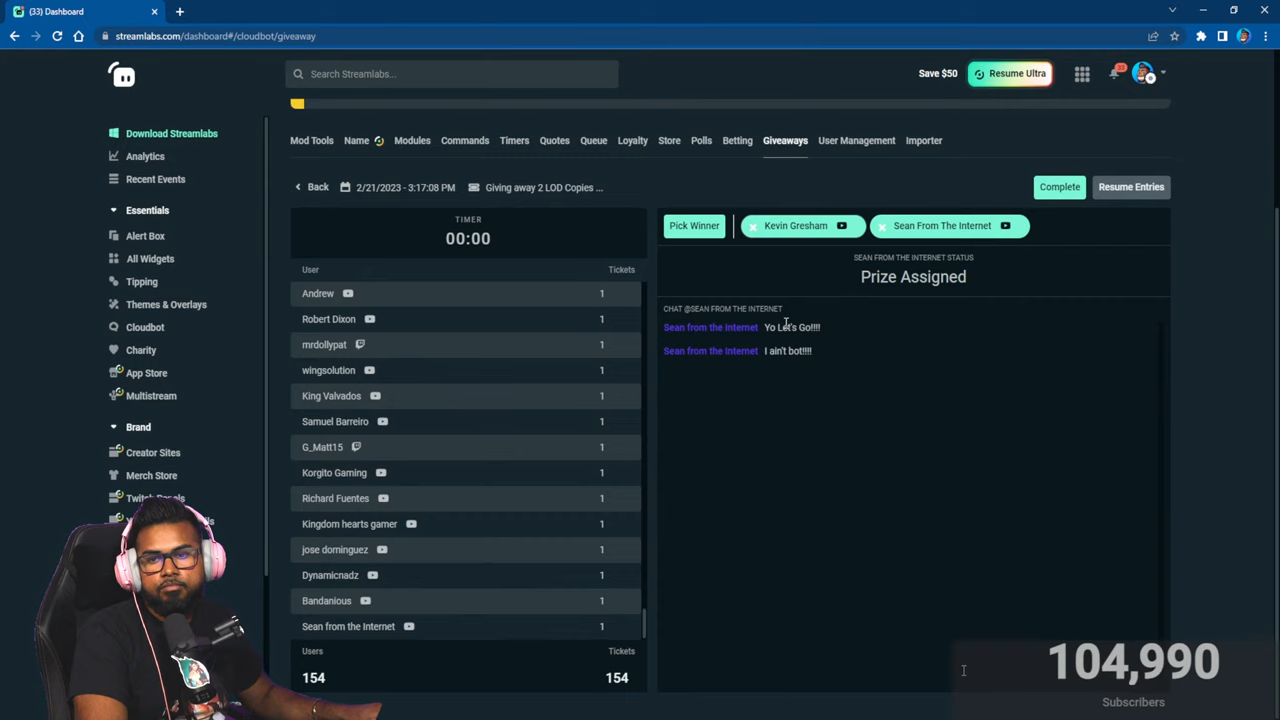 (33) Dashboard
streamlabs.com/dashboard#/cloudbot/giveaway
Search Streamlabs...
Save $50
Resume Ultra
Download Streamlabs
Analytics
Recent Events
Essentials
Alert Box
All Widgets
Tipping
Themes & Overlays
Cloudbot
Charity
App Store
Multistream
Brand
Creator Sites
Merch Store
Twitch Panels
Mod Tools Name Modules Commands Timers Quotes Queue Loyalty Store Polls Betting Giveaways User Management Importer
Back 2/21/2023 - 3:17:08 PM Giving away 2 LOD Copies ...
Complete Resume Entries
TIMER
00:00
User Tickets
Andrew 1
Robert Dixon 1
mrdollypat 1
wingsolution 1
King Valvados 1
Samuel Barreiro 1
G_Matt15 1
Korgito Gaming 1
Richard Fuentes 1
Kingdom hearts gamer 1
jose dominguez 1
Dynamicnadz 1
Bandanious 1
Sean from the Internet 1
Users Tickets
154 154
Pick Winner Kevin Gresham Sean From The Internet
SEAN FROM THE INTERNET STATUS
Prize Assigned
CHAT @SEAN FROM THE INTERNET
Sean from the Internet Yo Let's Go!!!!
Sean from the Internet I ain't bot!!!!
104,990
Subscribers